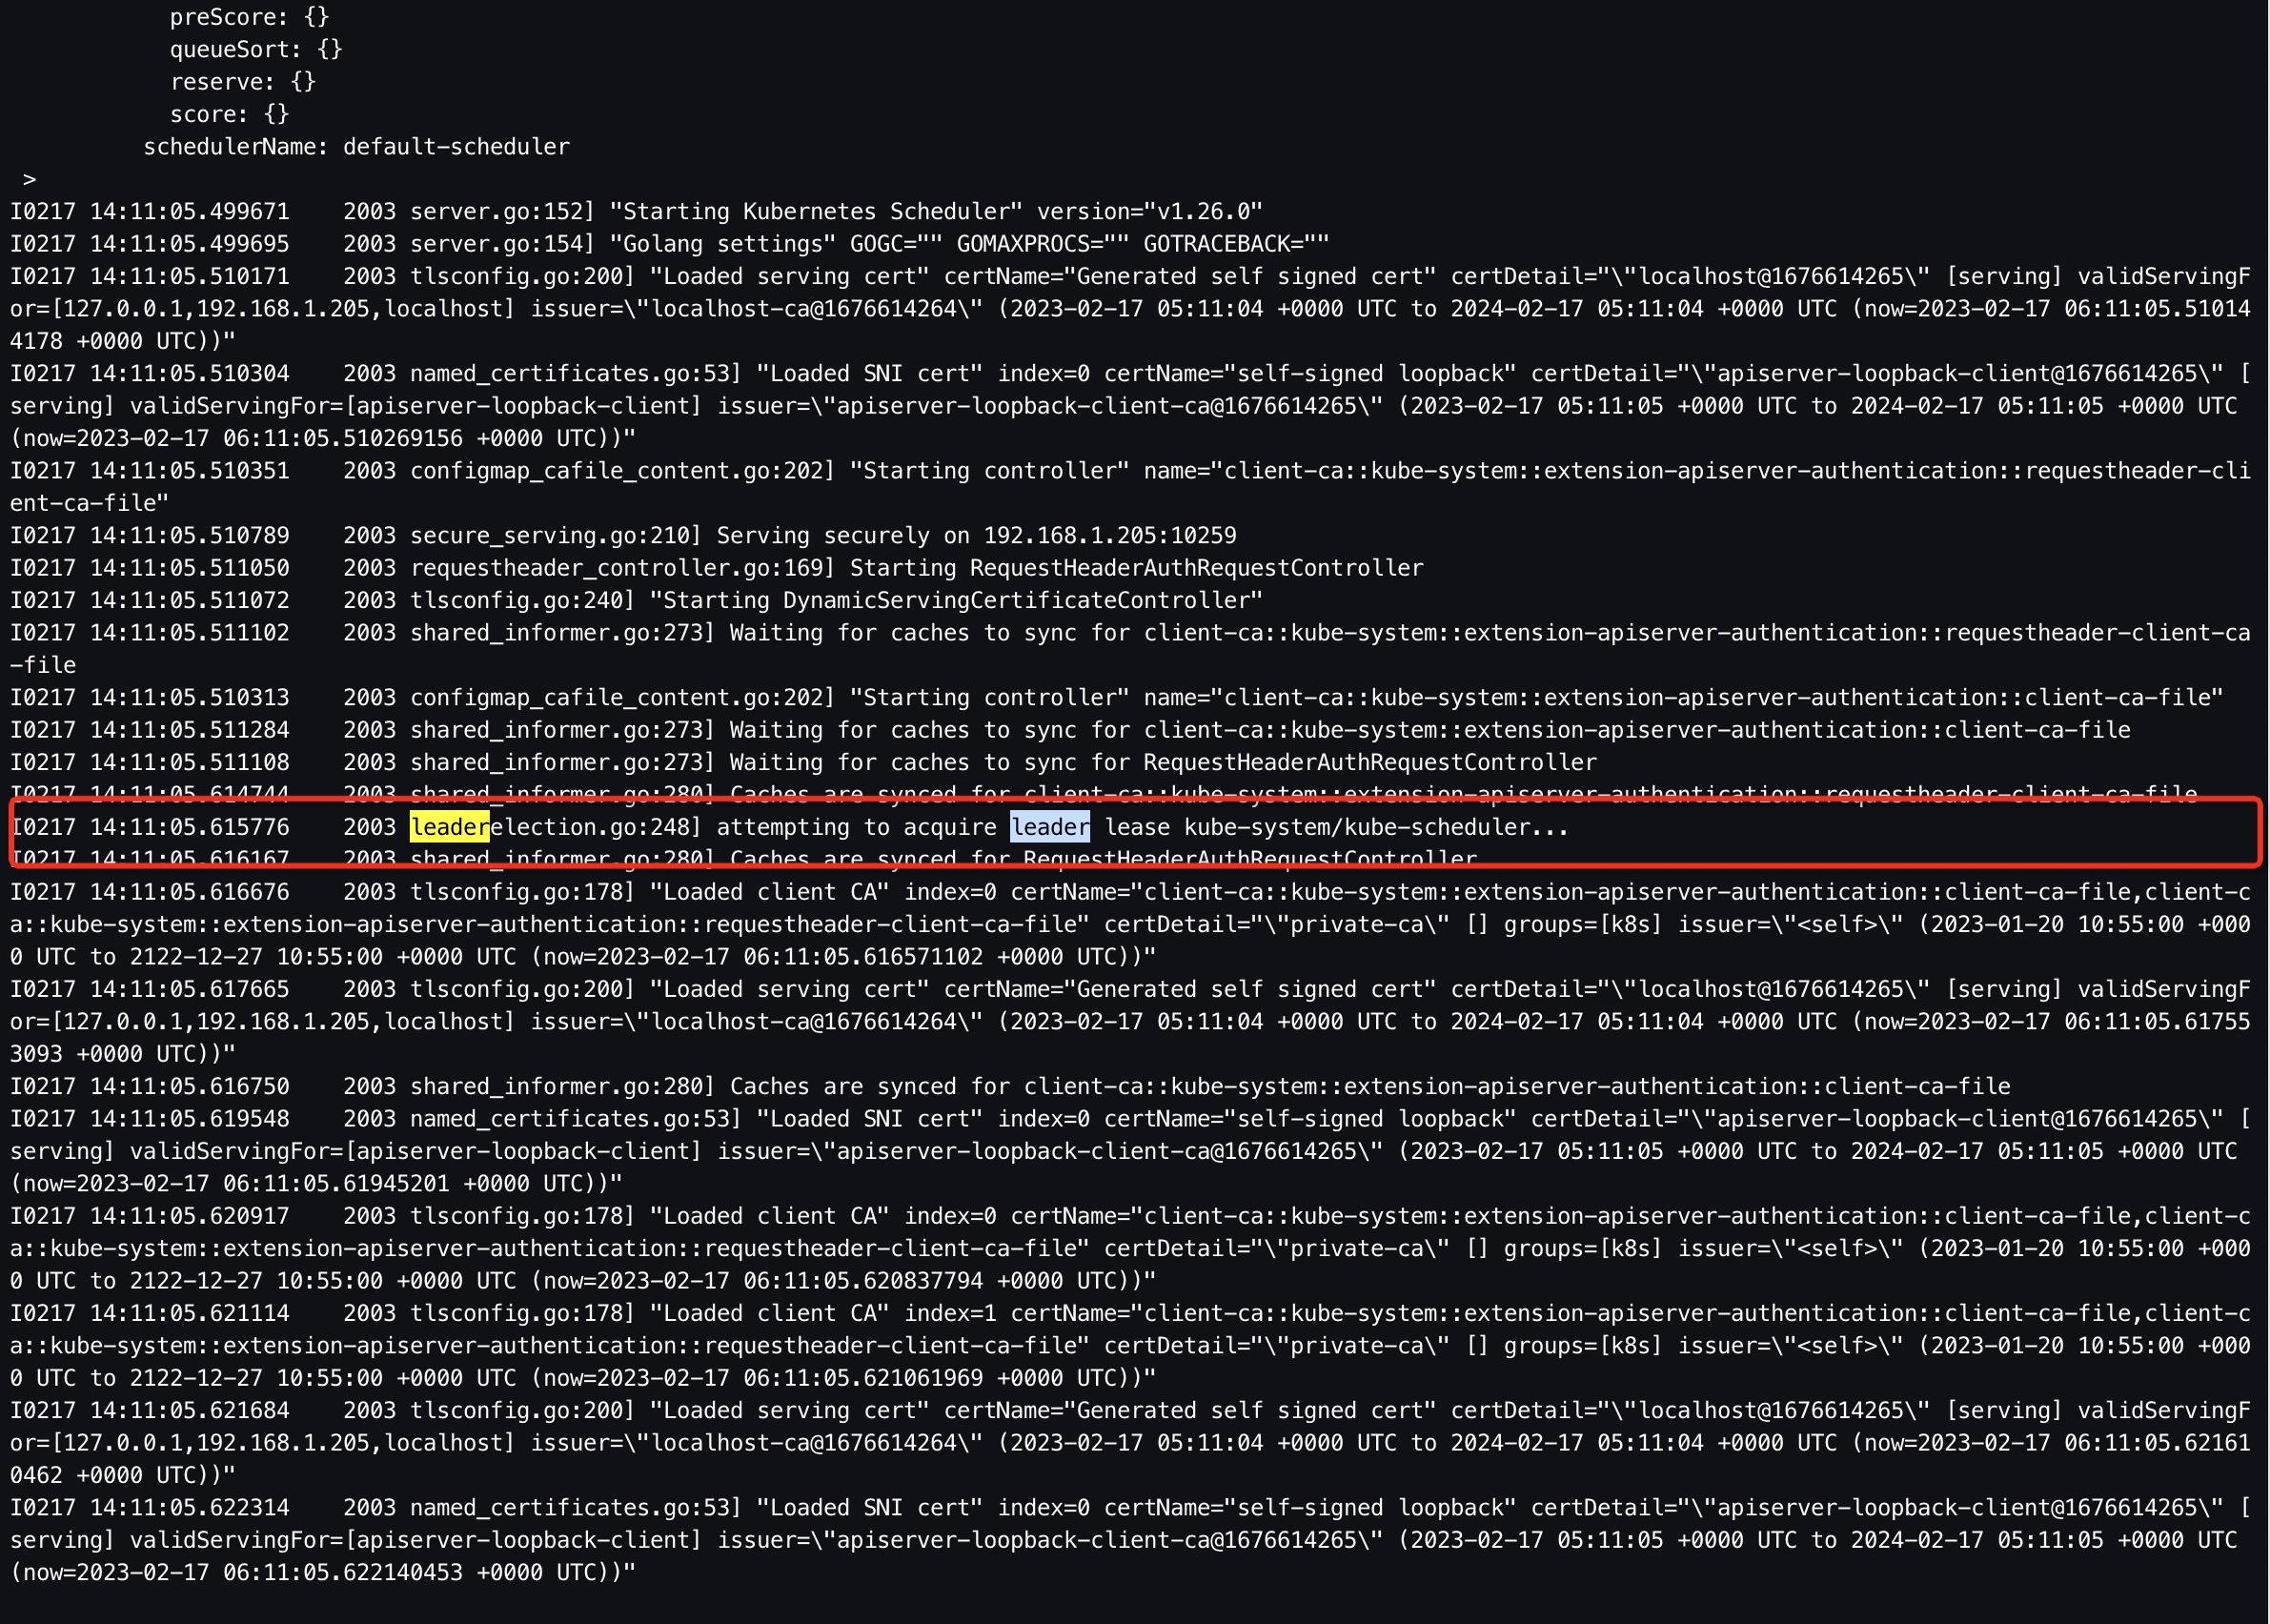 preScore: {}
queueSort: {}
reserve: {}
score: {}
schedulerName: default-scheduler
>
I0217 14:11:05.499671    2003 server.go:152] "Starting Kubernetes Scheduler" version="v1.26.0"
I0217 14:11:05.499695    2003 server.go:154] "Golang settings" GOGC="" GOMAXPROCS="" GOTRACEBACK=""
I0217 14:11:05.510171    2003 tlsconfig.go:200] "Loaded serving cert" certName="Generated self signed cert" certDetail="\"localhost@1676614265\" [serving] validServingF
or=[127.0.0.1,192.168.1.205,localhost] issuer=\"localhost-ca@1676614264\" (2023-02-17 05:11:04 +0000 UTC to 2024-02-17 05:11:04 +0000 UTC (now=2023-02-17 06:11:05.51014
4178 +0000 UTC))"
I0217 14:11:05.510304    2003 named_certificates.go:53] "Loaded SNI cert" index=0 certName="self-signed loopback" certDetail="\"apiserver-loopback-client@1676614265\" [
serving] validServingFor=[apiserver-loopback-client] issuer=\"apiserver-loopback-client-ca@1676614265\" (2023-02-17 05:11:05 +0000 UTC to 2024-02-17 05:11:05 +0000 UTC
(now=2023-02-17 06:11:05.510269156 +0000 UTC))"
I0217 14:11:05.510351    2003 configmap_cafile_content.go:202] "Starting controller" name="client-ca::kube-system::extension-apiserver-authentication::requestheader-cli
ent-ca-file"
I0217 14:11:05.510789    2003 secure_serving.go:210] Serving securely on 192.168.1.205:10259
I0217 14:11:05.511050    2003 requestheader_controller.go:169] Starting RequestHeaderAuthRequestController
I0217 14:11:05.511072    2003 tlsconfig.go:240] "Starting DynamicServingCertificateController"
I0217 14:11:05.511102    2003 shared_informer.go:273] Waiting for caches to sync for client-ca::kube-system::extension-apiserver-authentication::requestheader-client-ca
-file
I0217 14:11:05.510313    2003 configmap_cafile_content.go:202] "Starting controller" name="client-ca::kube-system::extension-apiserver-authentication::client-ca-file"
I0217 14:11:05.511284    2003 shared_informer.go:273] Waiting for caches to sync for client-ca::kube-system::extension-apiserver-authentication::client-ca-file
I0217 14:11:05.511108    2003 shared_informer.go:273] Waiting for caches to sync for RequestHeaderAuthRequestController
I0217 14:11:05.614744    2003 shared_informer.go:280] Caches are synced for client-ca::kube-system::extension-apiserver-authentication::requestheader-client-ca-file
I0217 14:11:05.615776    2003 leaderelection.go:248] attempting to acquire leader lease kube-system/kube-scheduler...
I0217 14:11:05.616167    2003 shared_informer.go:280] Caches are synced for RequestHeaderAuthRequestController
I0217 14:11:05.616676    2003 tlsconfig.go:178] "Loaded client CA" index=0 certName="client-ca::kube-system::extension-apiserver-authentication::client-ca-file,client-c
a::kube-system::extension-apiserver-authentication::requestheader-client-ca-file" certDetail="\"private-ca\" [] groups=[k8s] issuer=\"<self>\" (2023-01-20 10:55:00 +000
0 UTC to 2122-12-27 10:55:00 +0000 UTC (now=2023-02-17 06:11:05.616571102 +0000 UTC))"
I0217 14:11:05.617665    2003 tlsconfig.go:200] "Loaded serving cert" certName="Generated self signed cert" certDetail="\"localhost@1676614265\" [serving] validServingF
or=[127.0.0.1,192.168.1.205,localhost] issuer=\"localhost-ca@1676614264\" (2023-02-17 05:11:04 +0000 UTC to 2024-02-17 05:11:04 +0000 UTC (now=2023-02-17 06:11:05.61755
3093 +0000 UTC))"
I0217 14:11:05.616750    2003 shared_informer.go:280] Caches are synced for client-ca::kube-system::extension-apiserver-authentication::client-ca-file
I0217 14:11:05.619548    2003 named_certificates.go:53] "Loaded SNI cert" index=0 certName="self-signed loopback" certDetail="\"apiserver-loopback-client@1676614265\" [
serving] validServingFor=[apiserver-loopback-client] issuer=\"apiserver-loopback-client-ca@1676614265\" (2023-02-17 05:11:05 +0000 UTC to 2024-02-17 05:11:05 +0000 UTC
(now=2023-02-17 06:11:05.61945201 +0000 UTC))"
I0217 14:11:05.620917    2003 tlsconfig.go:178] "Loaded client CA" index=0 certName="client-ca::kube-system::extension-apiserver-authentication::client-ca-file,client-c
a::kube-system::extension-apiserver-authentication::requestheader-client-ca-file" certDetail="\"private-ca\" [] groups=[k8s] issuer=\"<self>\" (2023-01-20 10:55:00 +000
0 UTC to 2122-12-27 10:55:00 +0000 UTC (now=2023-02-17 06:11:05.620837794 +0000 UTC))"
I0217 14:11:05.621114    2003 tlsconfig.go:178] "Loaded client CA" index=1 certName="client-ca::kube-system::extension-apiserver-authentication::client-ca-file,client-c
a::kube-system::extension-apiserver-authentication::requestheader-client-ca-file" certDetail="\"private-ca\" [] groups=[k8s] issuer=\"<self>\" (2023-01-20 10:55:00 +000
0 UTC to 2122-12-27 10:55:00 +0000 UTC (now=2023-02-17 06:11:05.621061969 +0000 UTC))"
I0217 14:11:05.621684    2003 tlsconfig.go:200] "Loaded serving cert" certName="Generated self signed cert" certDetail="\"localhost@1676614265\" [serving] validServingF
or=[127.0.0.1,192.168.1.205,localhost] issuer=\"localhost-ca@1676614264\" (2023-02-17 05:11:04 +0000 UTC to 2024-02-17 05:11:04 +0000 UTC (now=2023-02-17 06:11:05.62161
0462 +0000 UTC))"
I0217 14:11:05.622314    2003 named_certificates.go:53] "Loaded SNI cert" index=0 certName="self-signed loopback" certDetail="\"apiserver-loopback-client@1676614265\" [
serving] validServingFor=[apiserver-loopback-client] issuer=\"apiserver-loopback-client-ca@1676614265\" (2023-02-17 05:11:05 +0000 UTC to 2024-02-17 05:11:05 +0000 UTC
(now=2023-02-17 06:11:05.622140453 +0000 UTC))"